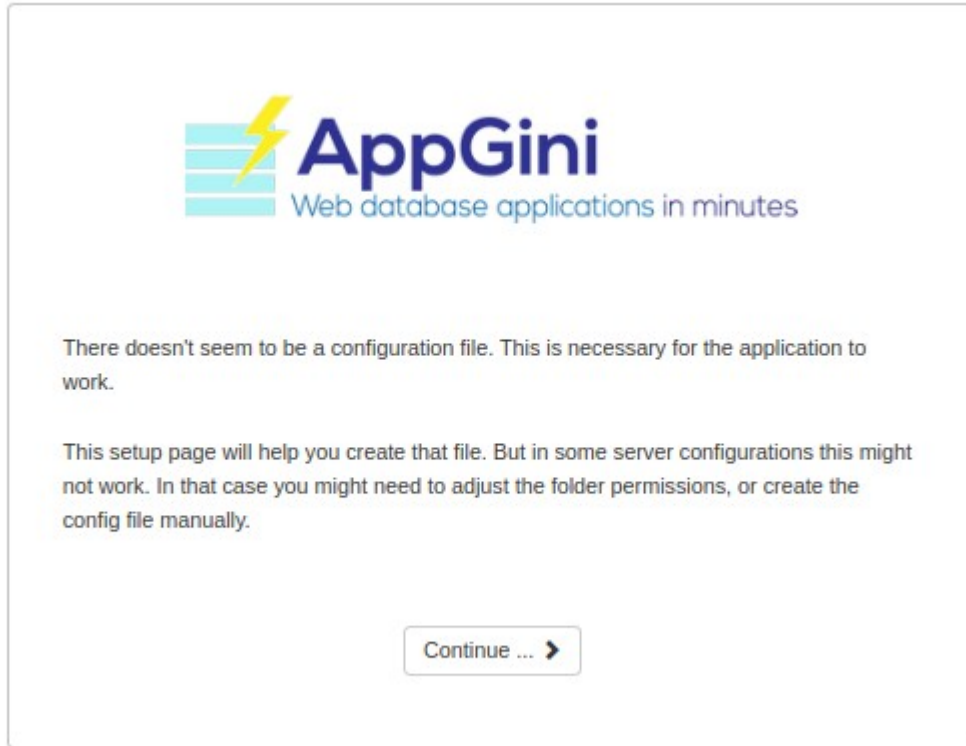 AppGini
Web database applications in minutes
There doesn't seem to be a configuration file. This is necessary for the application to
work.
This setup page will help you create that file. But in some server configurations this might
not work. In that case you might need to adjust the folder permissions, or create the
config file manually.
Continue ...